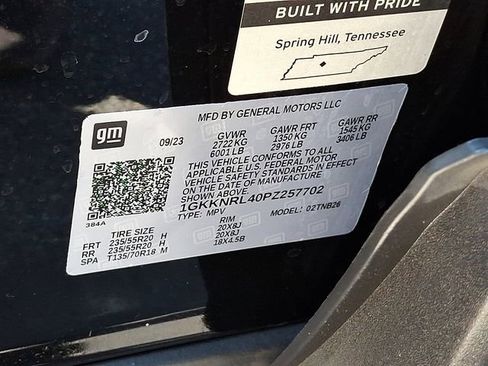 BUILT WITH PRIDE
Spring Hill, Tennessee
gm
MFD BY GENERAL MOTORS LLC
09/23
GVWR GAWR FRT GAWR RR
2722 KG 1350 KG 1545 KG
6001 LB 2976 LB 3406 LB
THIS VEHICLE CONFORMS TO ALL
APPLICABLE U.S. FEDERAL MOTOR
VEHICLE SAFETY STANDARDS IN EFFECT
ON THE DATE OF MANUFACTURE
SHOWN ABOVE.
1GKKNRL40PZ257702
TYPE: MPV MODEL: 02TNB26
384A
TIRE SIZE RIM
FRT 235/55R20 H 20X8J
RR 235/55R20 H 20X8J
SPA T135/70R18 M 18X4.5B